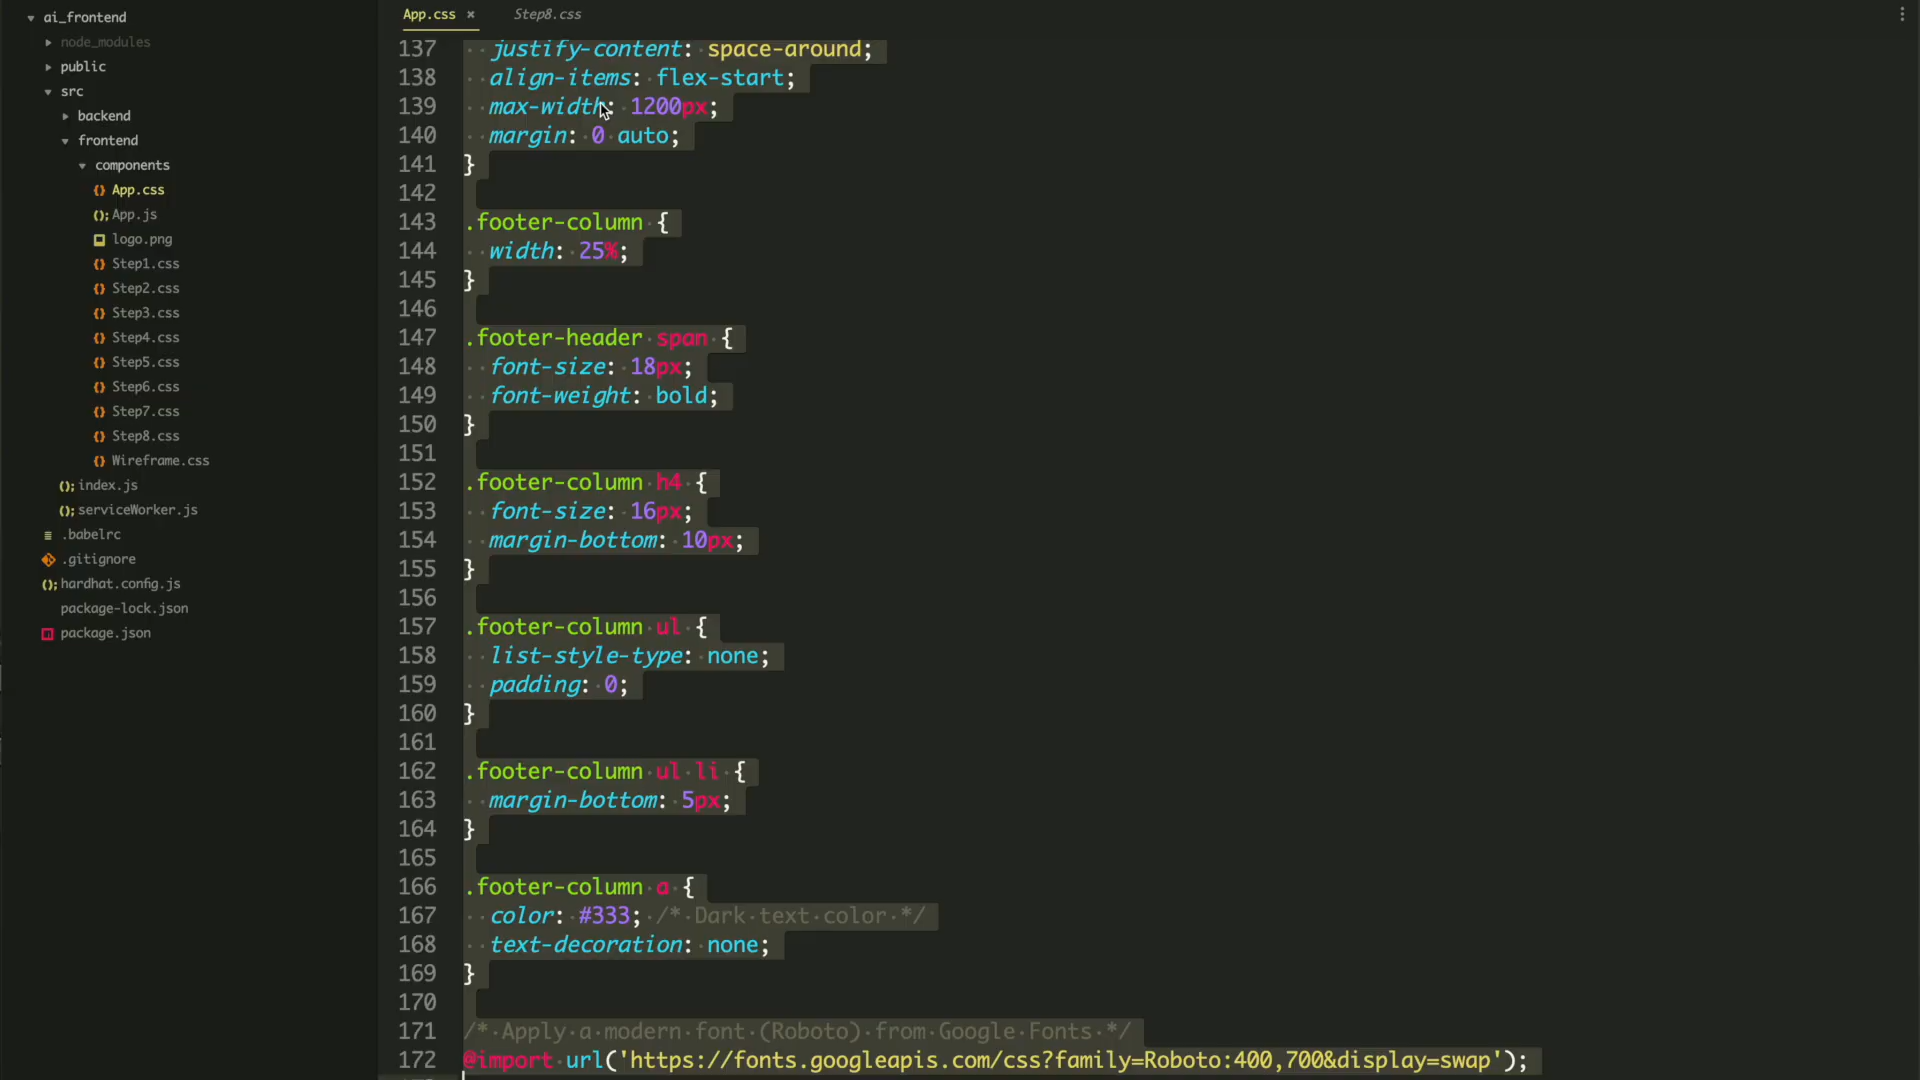 ai_frontend
node_modules
public
src
backend
frontend
components
App.css
App.js
logo.png
Step1.css
Step2.css
Step3.css
Step4.css
Step5.css
Step6.css
Step7.css
Step8.css
Wireframe.css
index.js
serviceWorker.js
.babelrc
.gitignore
hardhat.config.js
package-lock.json
package.json
App.css × Step8.css
137 justify-content: space-around;
138 align-items: flex-start;
139 max-width: 1200px;
140 margin: 0 auto;
141 }
142
143 .footer-column {
144 width: 25%;
145 }
146
147 .footer-header span {
148 font-size: 18px;
149 font-weight: bold;
150 }
151
152 .footer-column h4 {
153 font-size: 16px;
154 margin-bottom: 10px;
155 }
156
157 .footer-column ul {
158 list-style-type: none;
159 padding: 0;
160 }
161
162 .footer-column ul li {
163 margin-bottom: 5px;
164 }
165
166 .footer-column a {
167 color: #333; /* Dark text color */
168 text-decoration: none;
169 }
170
171 /* Apply a modern font (Roboto) from Google Fonts */
172 @import url('https://fonts.googleapis.com/css?family=Roboto:400,700&display=swap');